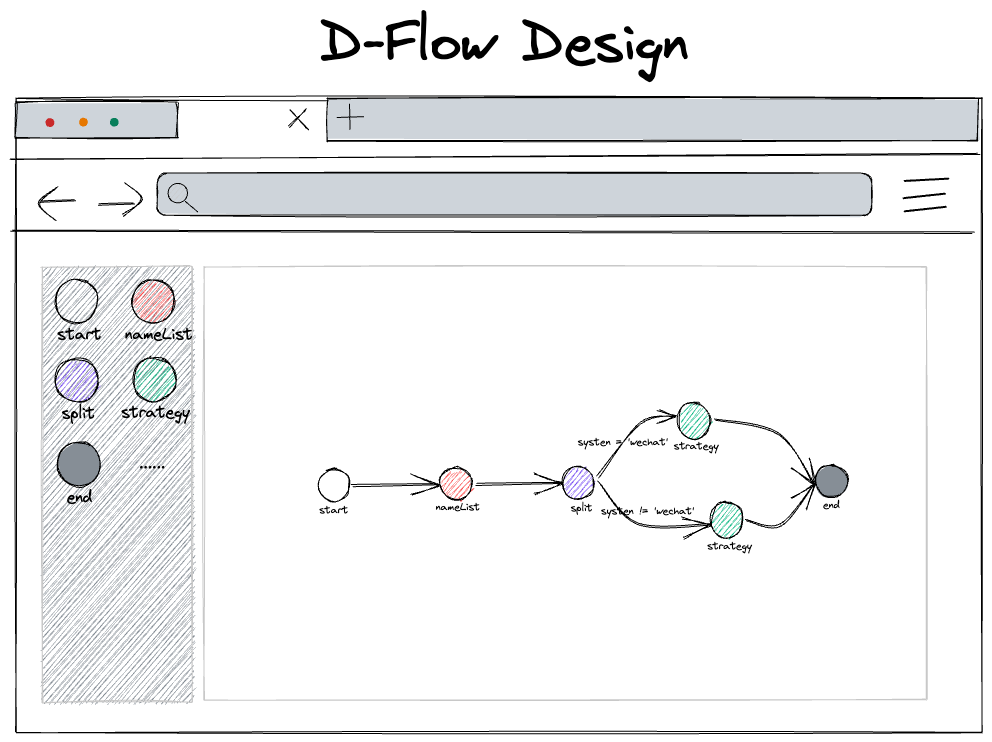 D-Flow Design
start nameList
split strategy
end ......
systen = 'wechat'
strategy
start
nameList
split
systen != 'wechat'
end
strategy